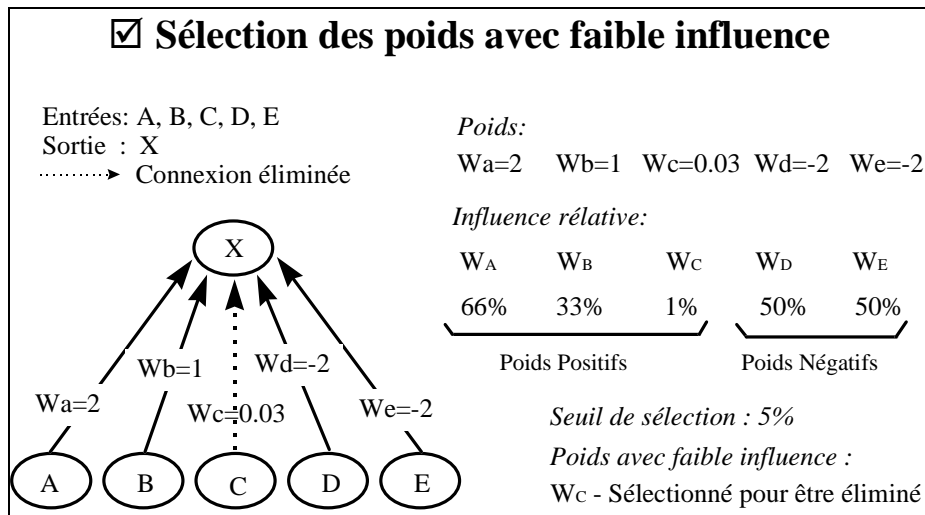 ☑ Sélection des poids avec faible influence
Entrées: A, B, C, D, E
Sortie : X
Connexion éliminée
Poids:
Wa=2 Wb=1 Wc=0.03 Wd=-2 We=-2
Influence rélative:
WA WB WC WD WE
66% 33% 1% 50% 50%
Poids Positifs Poids Négatifs
Seuil de sélection : 5%
Poids avec faible influence :
WC - Sélectionné pour être éliminé
X
Wb=1 Wd=-2
Wa=2 Wc=0.03 We=-2
A B C D E